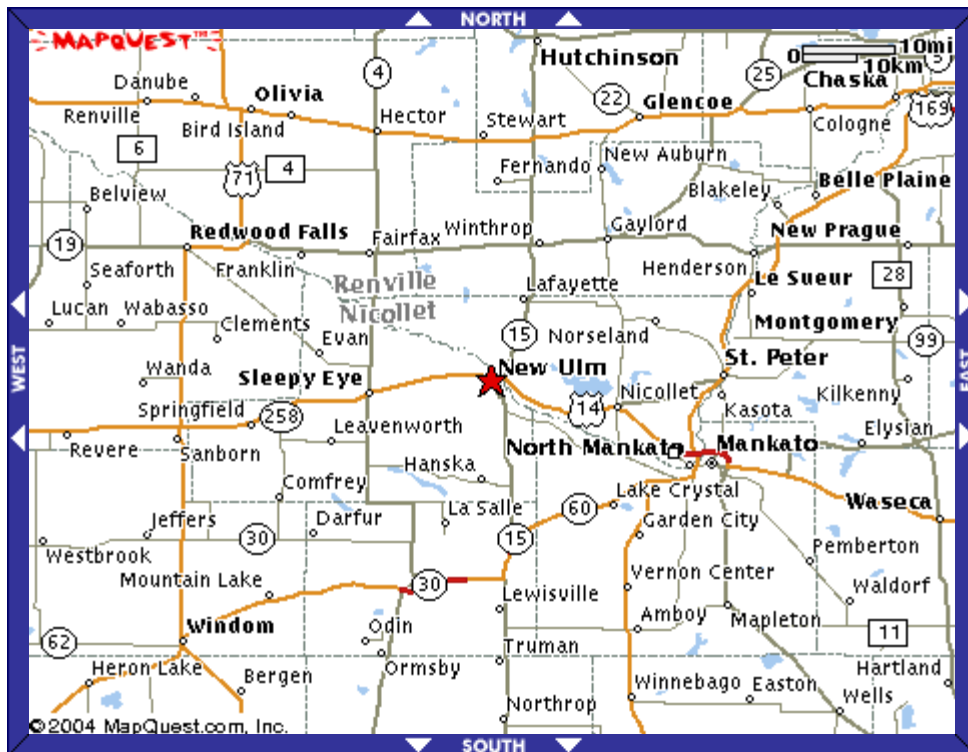 NORTH
MAPQUEST™
Hutchinson
0 10mi
10km
5
4
25
Chaska
Danube
Olivia
22
Glencoe
169
Renville
Bird Island
Hector
Stewart
Cologne
6
4
71
Fernando
New Auburn
Belview
Blakeley
Belle Plaine
19
Redwood Falls
Fairfax
Winthrop
Gaylord
New Prague
Seaforth
Franklin
Henderson
28
Renville
Nicollet
Le Sueur
Lafayette
Lucan
Wabasso
Clements
15
Norseland
Montgomery
99
WEST
EAST
Evan
New Ulm
St. Peter
Wanda
Sleepy Eye
Nicollet
Kilkenny
Springfield
258
14
Kasota
Leavenworth
Elysian
Revere
Sanborn
North Mankato
Mankato
Hanska
Comfrey
Lake Crystal
Waseca
La Salle
60
Jeffers
30
Darfur
15
Garden City
Westbrook
Pemberton
Mountain Lake
30
Vernon Center
Waldorf
Lewisville
Windom
Odin
Amboy
Mapleton
11
62
Truman
Heron Lake
Bergen
Ormsby
Hartland
Winnebago
Easton
Wells
Northrop
©2004 MapQuest.com, Inc.
SOUTH